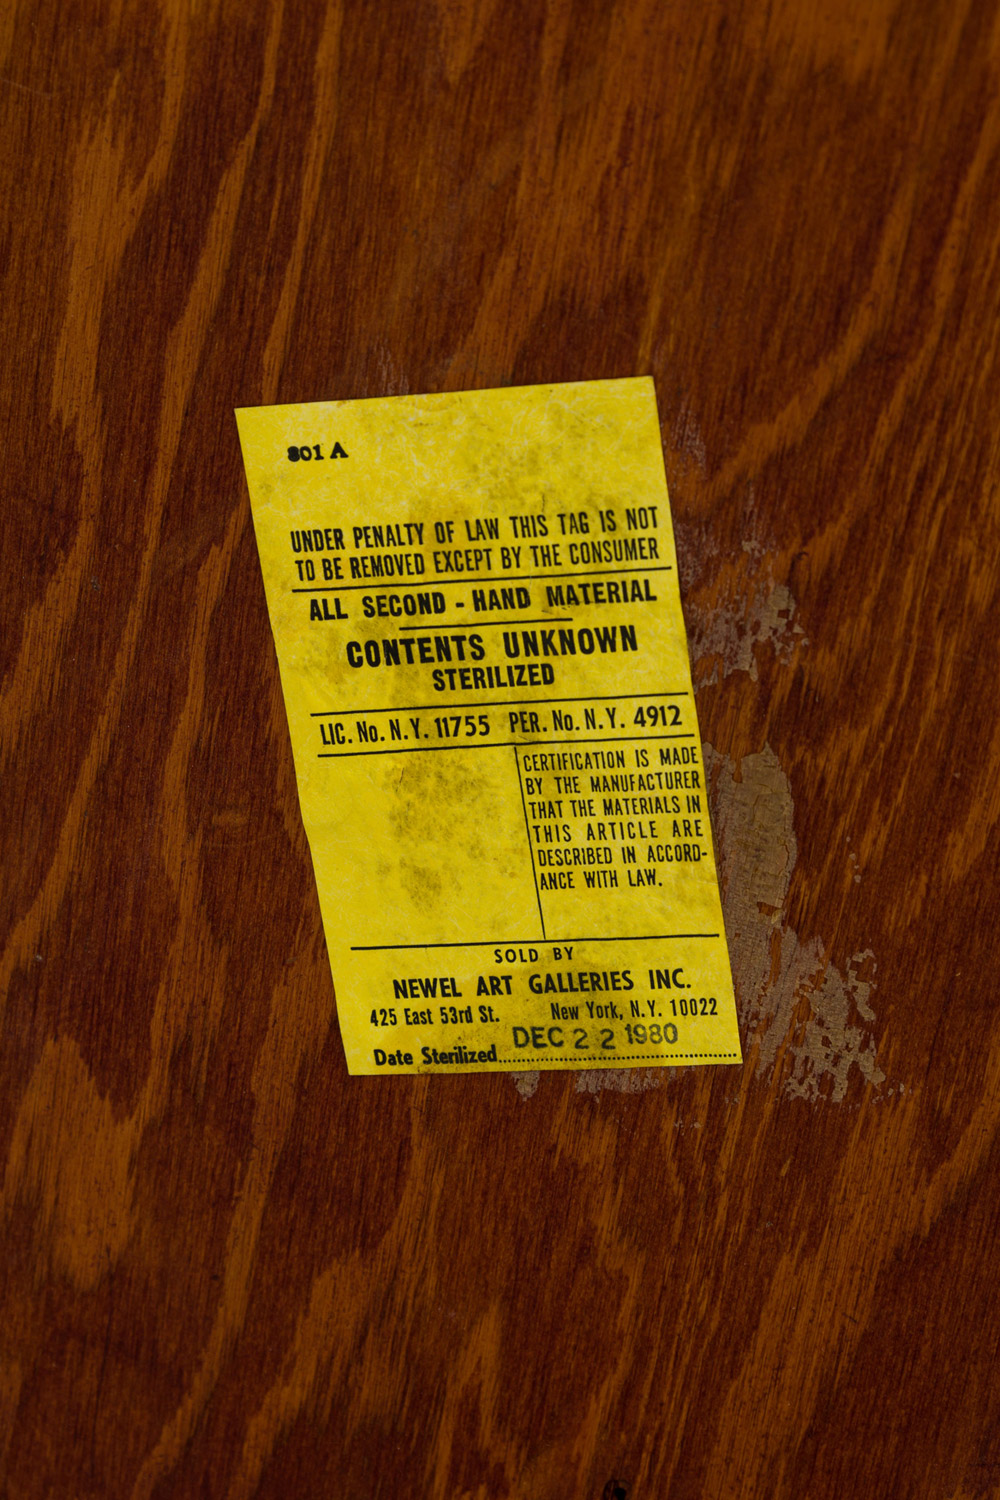 801 A
UNDER PENALTY OF LAW THIS TAG IS NOT
TO BE REMOVED EXCEPT BY THE CONSUMER
ALL SECOND - HAND MATERIAL
CONTENTS UNKNOWN
STERILIZED
LIC. No. N.Y. 11755 PER. No. N.Y. 4912
CERTIFICATION IS MADE
BY THE MANUFACTURER
THAT THE MATERIALS IN
THIS ARTICLE ARE
DESCRIBED IN ACCORD-
ANCE WITH LAW.
SOLD BY
NEWEL ART GALLERIES INC.
425 East 53rd St. New York, N.Y. 10022
Date Sterilized DEC 22 1980